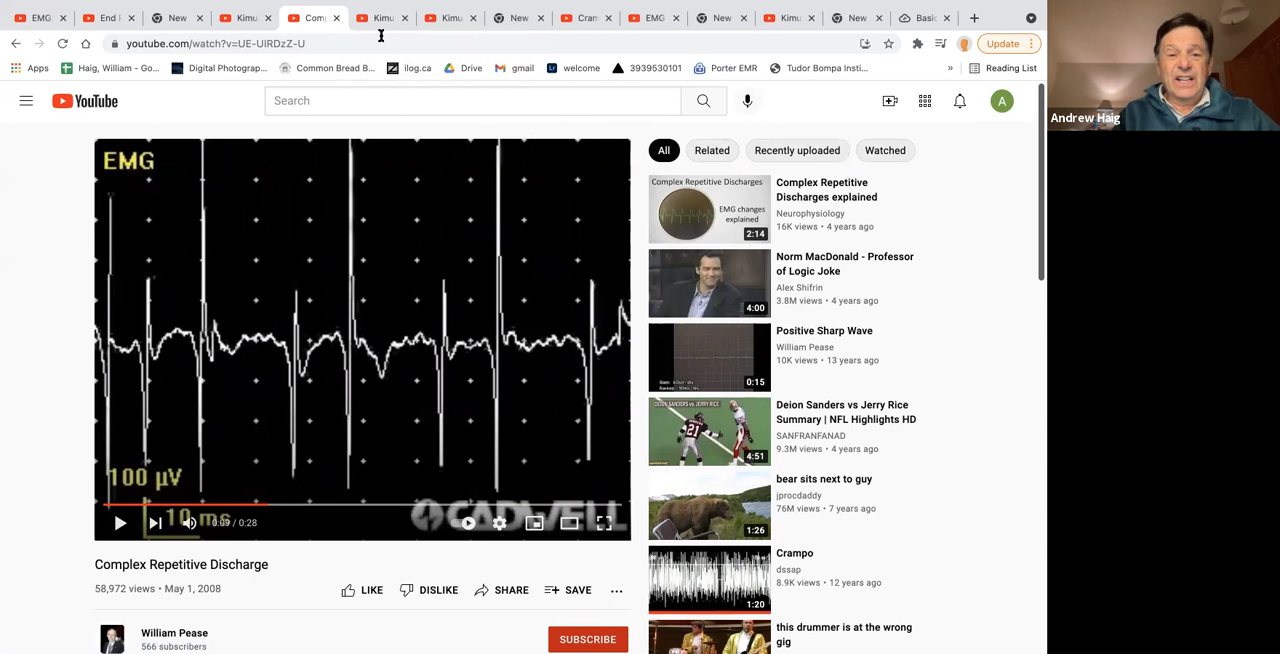 EMG:
End P
New
Kimu
Com
Kimu
Kimu
New
Cram
EMG
New
Kimu
New
Basic
youtube.com/watch?v=UE-UIRDzZ-U
Update
Apps
Haig, William - Go...
Digital Photograp...
Common Bread B...
ilog.ca
Drive
gmail
welcome
3939530101
Porter EMR
Tudor Bompa Insti...
»
Reading List
YouTube
Search
A
EMG
100 µV
10 ms
CADWELL
0:09 / 0:28
Complex Repetitive Discharge
58,972 views • May 1, 2008
LIKE
DISLIKE
SHARE
SAVE
William Pease
566 subscribers
SUBSCRIBE
All
Related
Recently uploaded
Watched
Complex Repetitive Discharges
EMG changes
explained
2:14
Complex Repetitive
Discharges explained
Neurophysiology
16K views • 4 years ago
4:00
Norm MacDonald - Professor
of Logic Joke
Alex Shifrin
3.8M views • 4 years ago
0:15
Positive Sharp Wave
William Pease
10K views • 13 years ago
DEION SANDERS vs JERRY RICE
4:51
Deion Sanders vs Jerry Rice
Summary | NFL Highlights HD
SANFRANFANAD
9.3M views • 4 years ago
1:26
bear sits next to guy
jprocdaddy
76M views • 7 years ago
1:20
Crampo
dssap
8.9K views • 12 years ago
this drummer is at the wrong
gig
Andrew Haig